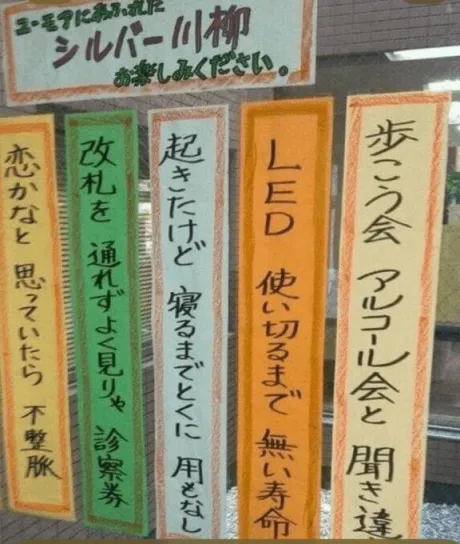 ユーモアにあふれた
シルバー川柳
お楽しみください。
歩こう会 アルコール会と 聞き違
LED 使い切るまで 無い寿命
起きたけど 寝るまでとくに 用もなし
改札を 通れずよく見りゃ 診察券
恋かなと 思っていたら 不整脈